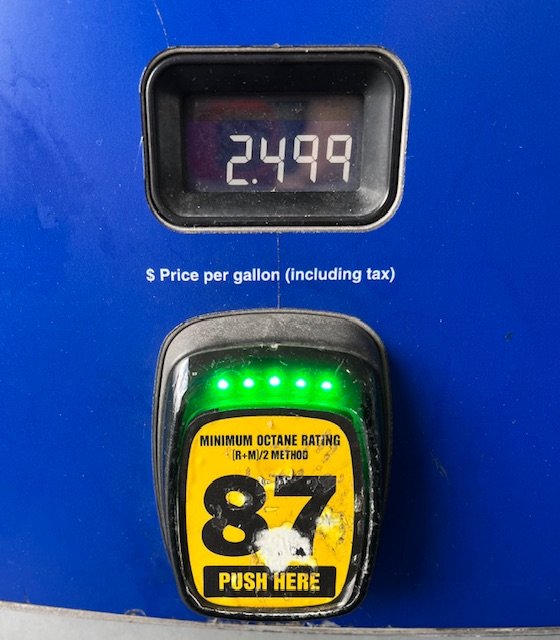 2.499
$ Price per gallon (including tax)
MINIMUM OCTANE RATING
(R+M)/2 METHOD
87
PUSH HERE